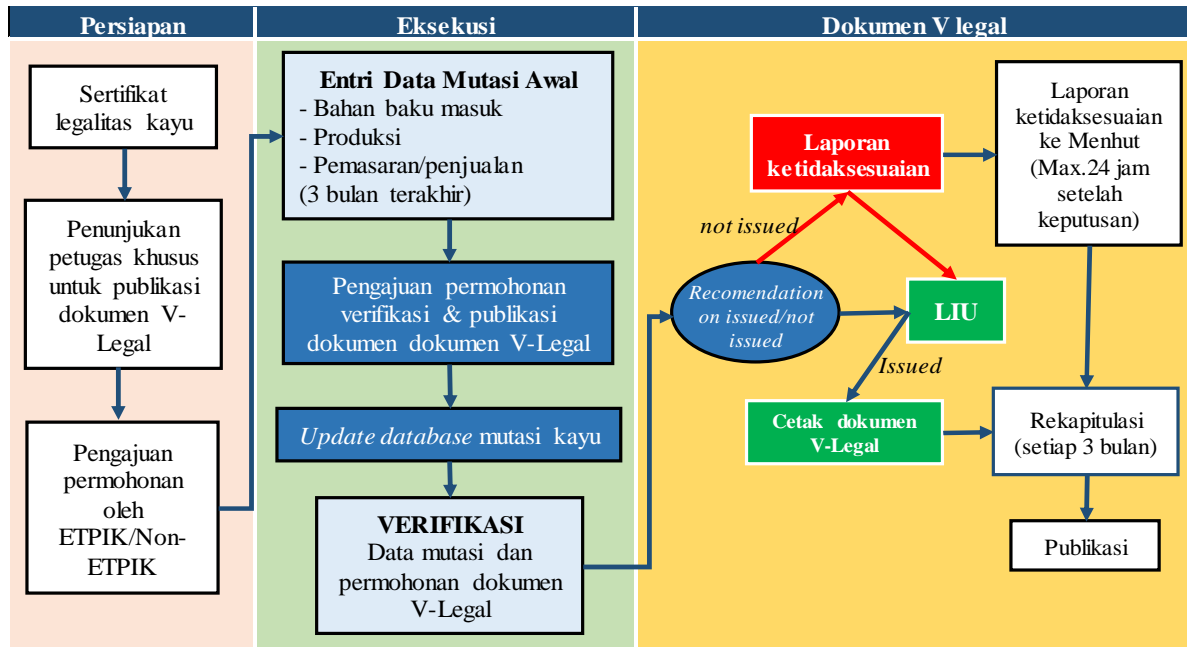 Persiapan
Eksekusi
Dokumen V legal
Sertifikat
legalitas kayu
Penunjukan
petugas khusus
untuk publikasi
dokumen V-
Legal
Pengajuan
permohonan
oleh
ETPIK/Non-
ETPIK
Entri Data Mutasi Awal
- Bahan baku masuk
- Produksi
- Pemasaran/penjualan
(3 bulan terakhir)
Pengajuan permohonan
verifikasi & publikasi
dokumen dokumen V-Legal
Update database mutasi kayu
VERIFIKASI
Data mutasi dan
permohonan dokumen
V-Legal
Recomendation
on issued/not
issued
not issued
Laporan
ketidaksesuaian
LIU
Issued
Cetak dokumen
V-Legal
Laporan
ketidaksesuaian
ke Menhut
(Max.24 jam
setelah
keputusan)
Rekapitulasi
(setiap 3 bulan)
Publikasi